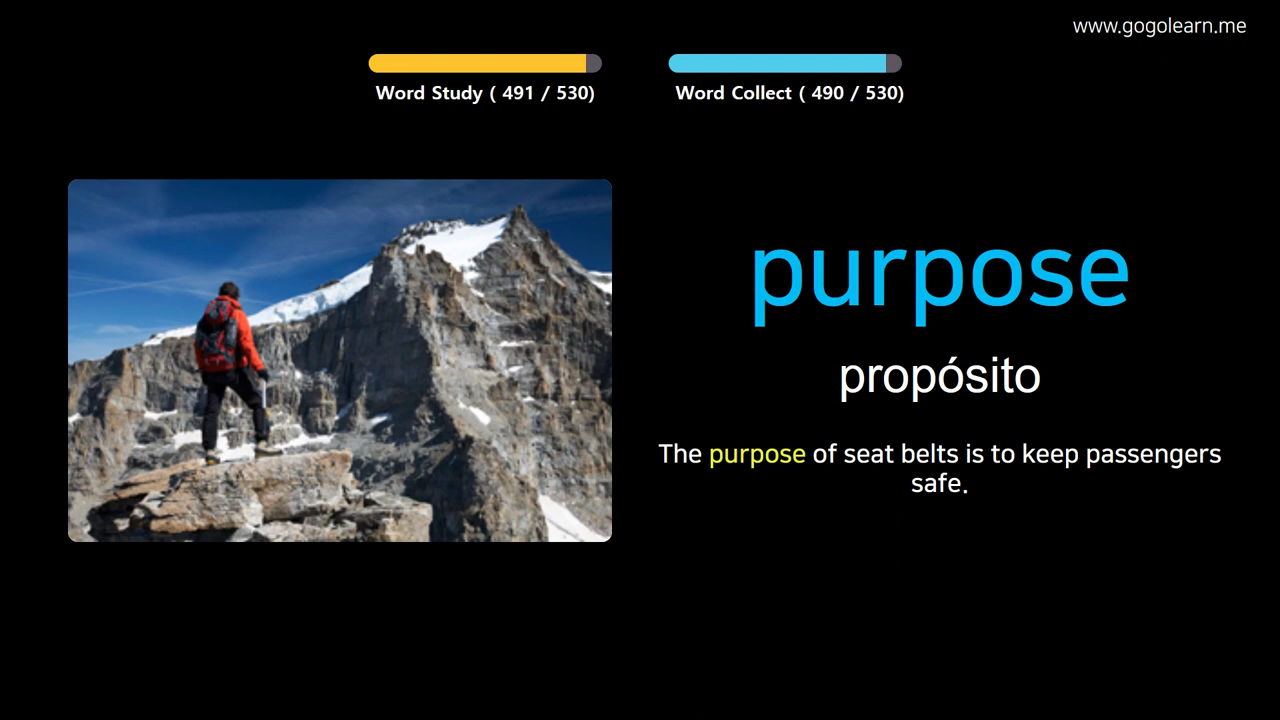 www.gogolearn.me
Word Study ( 491 / 530)
Word Collect ( 490 / 530)
purpose
propósito
The purpose of seat belts is to keep passengers
safe.